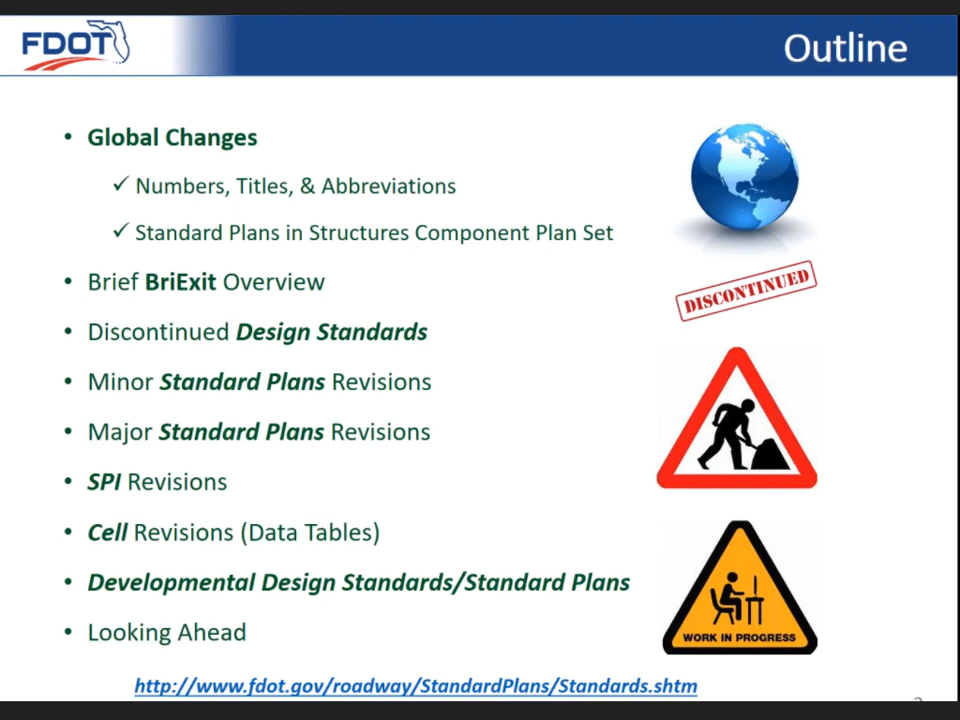 FDOT
Outline
• Global Changes
✓ Numbers, Titles, & Abbreviations
✓ Standard Plans in Structures Component Plan Set
• Brief BriExit Overview
DISCONTINUED
• Discontinued Design Standards
• Minor Standard Plans Revisions
• Major Standard Plans Revisions
• SPI Revisions
• Cell Revisions (Data Tables)
• Developmental Design Standards/Standard Plans
• Looking Ahead
WORK IN PROGRESS
http://www.fdot.gov/roadway/StandardPlans/Standards.shtm